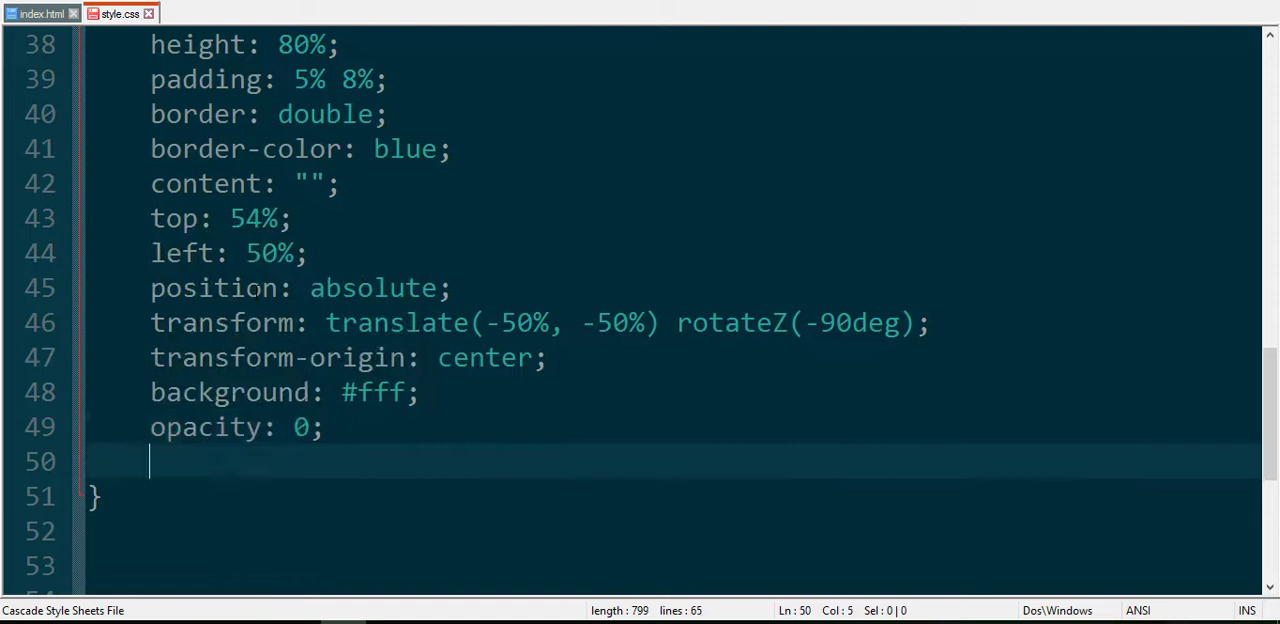 index.html style.css
38 height: 80%;
39 padding: 5% 8%;
40 border: double;
41 border-color: blue;
42 content: "";
43 top: 54%;
44 left: 50%;
45 position: absolute;
46 transform: translate(-50%, -50%) rotateZ(-90deg);
47 transform-origin: center;
48 background: #fff;
49 opacity: 0;
50
51 }
52
53
Cascade Style Sheets File length : 799 lines : 65 Ln : 50 Col : 5 Sel : 0 | 0 Dos\Windows ANSI INS